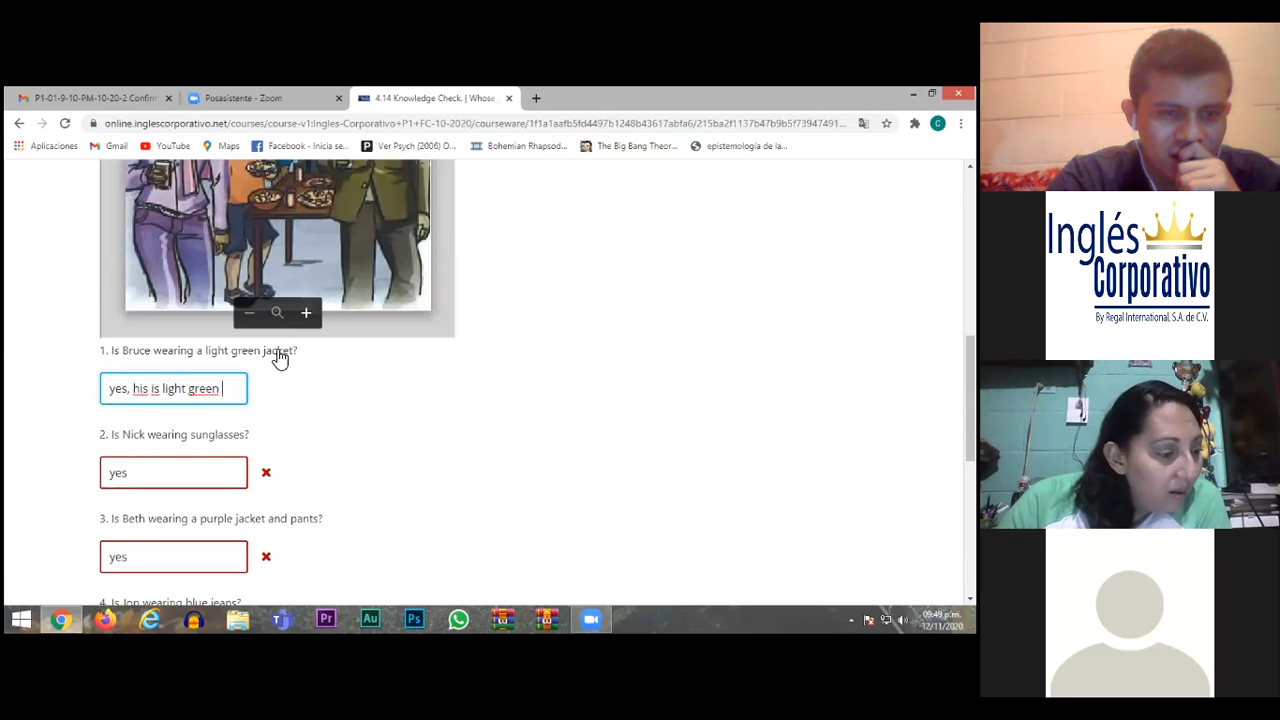 P1-01-9-10-PM-10-20-2 Confirm
Posasistente - Zoom
4.14 Knowledge Check. | Whose
online.inglescorporativo.net/courses/course-v1:Ingles-Corporativo+P1+FC-10-2020/courseware/1f1a1aafb5fd4497b1248b43617abfa6/215ba2f1137b47b9b5f73947491...
Aplicaciones
Gmail
YouTube
Maps
Facebook - Inicia se...
Ver Psych (2006) O...
Bohemian Rhapsod...
The Big Bang Theor...
epistemología de la...
1. Is Bruce wearing a light green jacket?
yes, his is light green
2. Is Nick wearing sunglasses?
yes
3. Is Beth wearing a purple jacket and pants?
yes
4. Is Jon wearing blue jeans?
09:49 p.m.
12/11/2020
Inglés
Corporativo
By Regal International, S.A. de C.V.